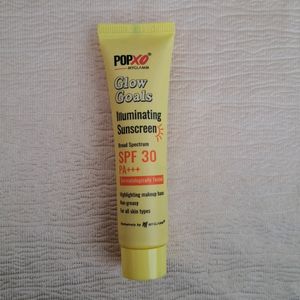 POPxo
MYGLAMM
Glow
Goals
Illuminating
Sunscreen
Broad Spectrum
SPF 30
PA+++
Dermatologically Tested
Highlighting makeup base
Non-greasy
For all skin types
MYGLAMM